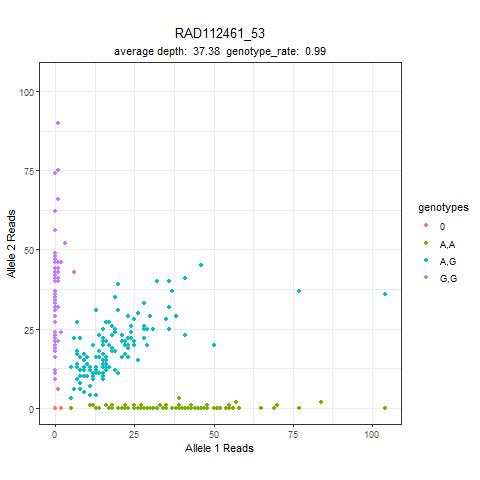 RAD112461_53
average depth: 37.38 genotype_rate: 0.99
Allele 2 Reads
100
75
50
25
0
0 25 50 75 100
Allele 1 Reads
genotypes
0
A,A
A,G
G,G